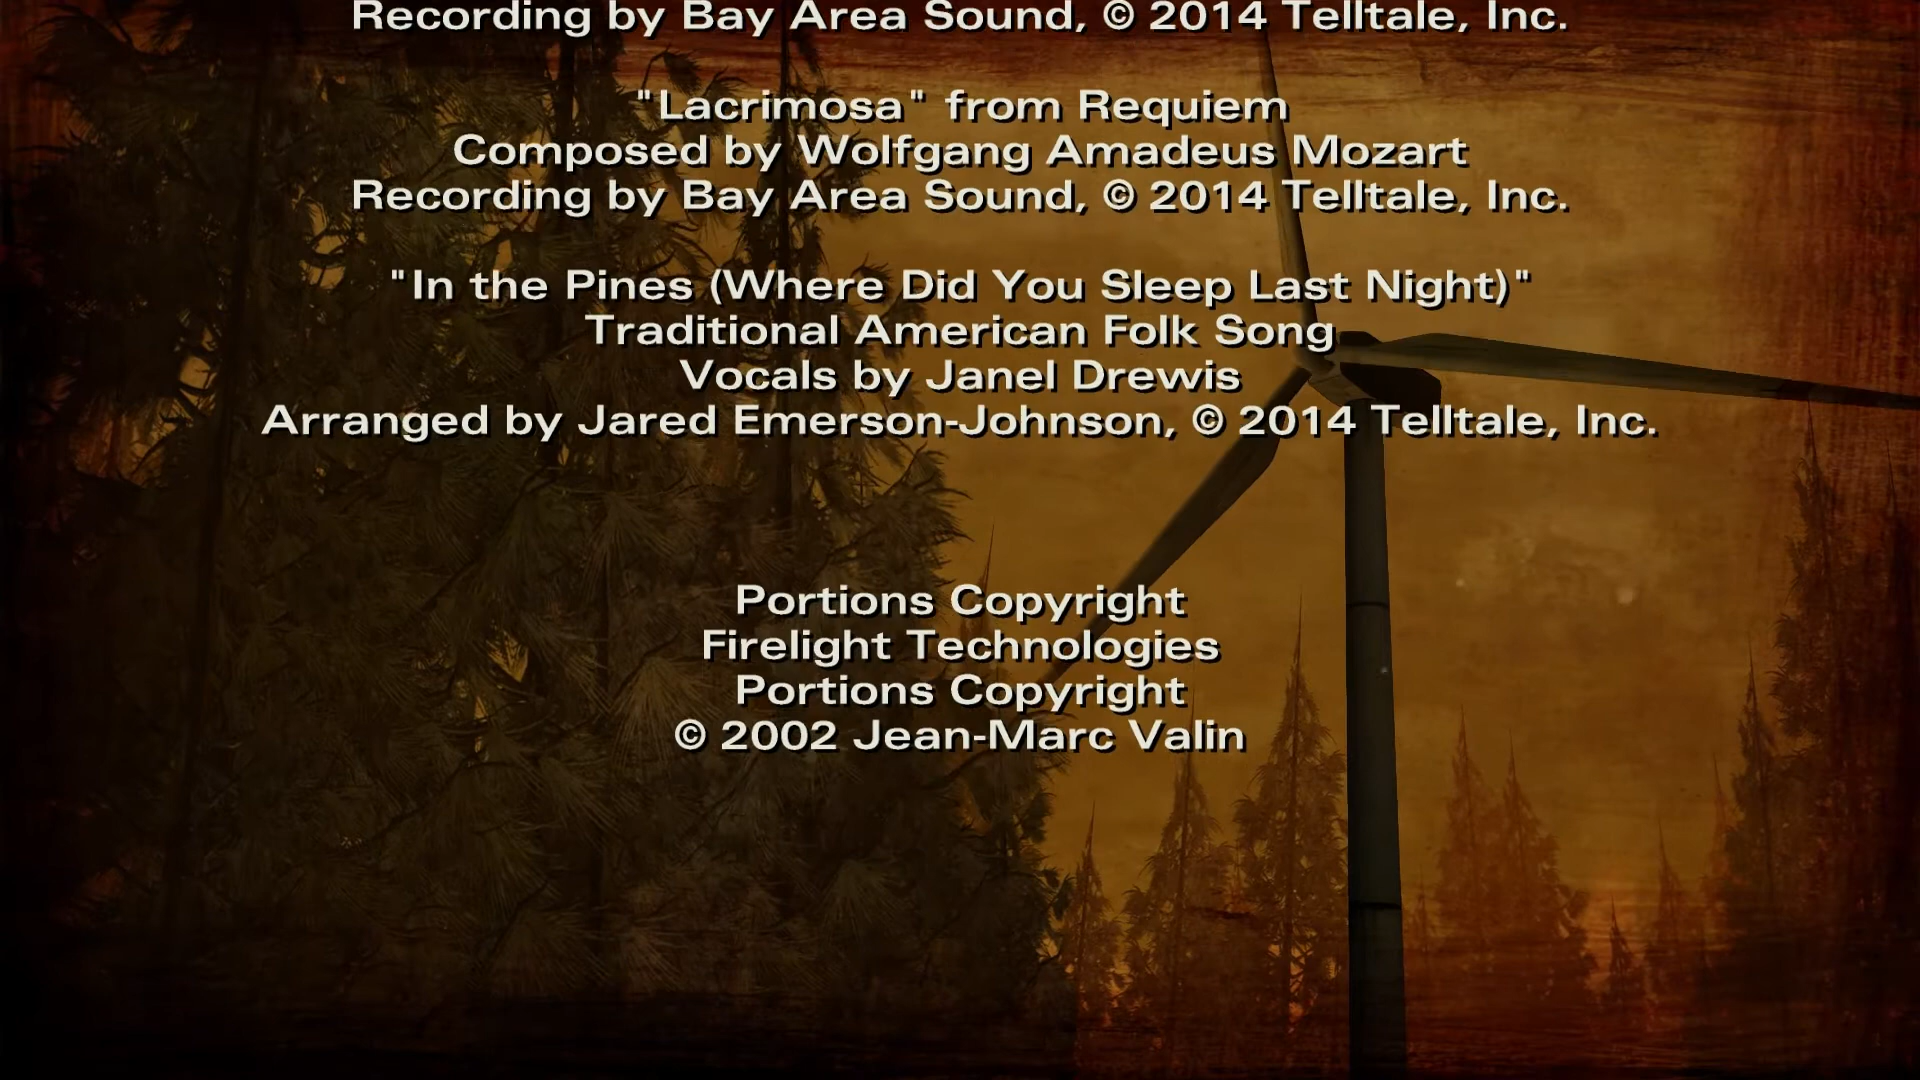 Recording by Bay Area Sound, © 2014 Telltale, Inc.
"Lacrimosa" from Requiem
Composed by Wolfgang Amadeus Mozart
Recording by Bay Area Sound, © 2014 Telltale, Inc.
"In the Pines (Where Did You Sleep Last Night)"
Traditional American Folk Song
Vocals by Janel Drewis
Arranged by Jared Emerson-Johnson, © 2014 Telltale, Inc.
Portions Copyright
Firelight Technologies
Portions Copyright
© 2002 Jean-Marc Valin